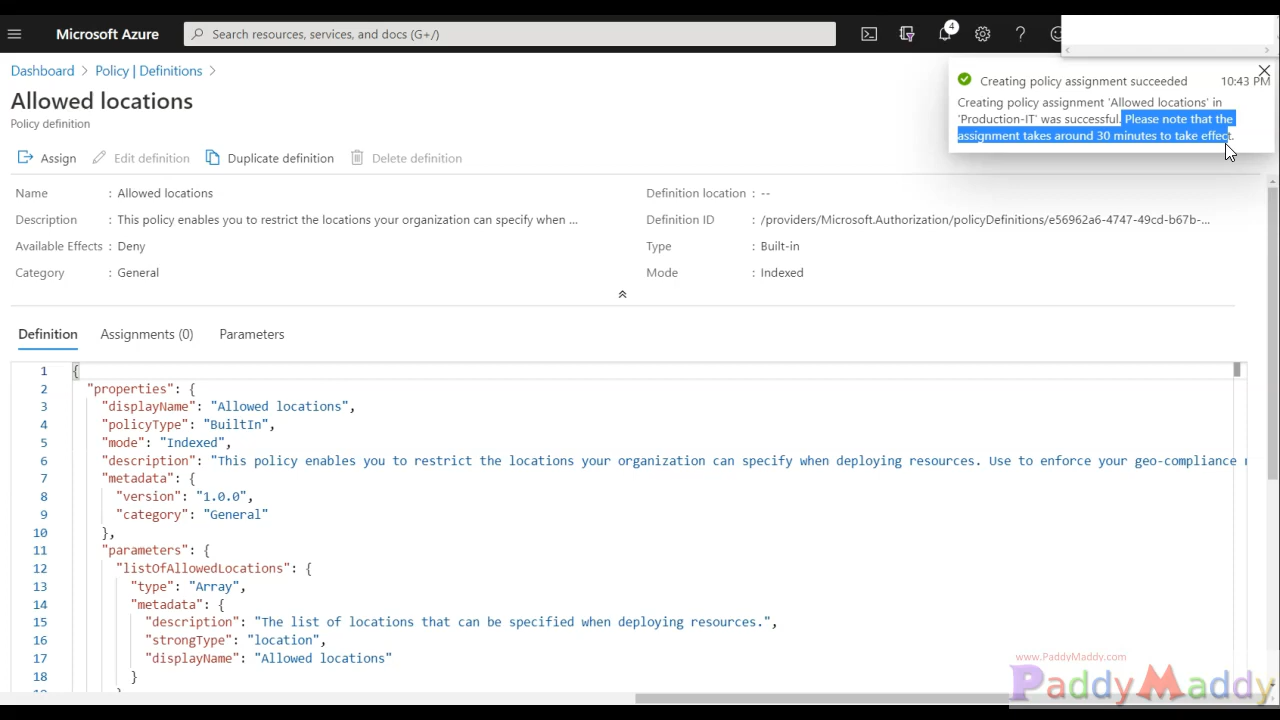 Microsoft Azure
Search resources, services, and docs (G+/)
4
Dashboard > Policy | Definitions >
Allowed locations
Policy definition
Creating policy assignment succeeded 10:43 PM
Creating policy assignment 'Allowed locations' in
'Production-IT' was successful. Please note that the
assignment takes around 30 minutes to take effect.
Assign Edit definition Duplicate definition Delete definition
Name : Allowed locations
Description : This policy enables you to restrict the locations your organization can specify when ...
Available Effects : Deny
Category : General
Definition location : --
Definition ID : /providers/Microsoft.Authorization/policyDefinitions/e56962a6-4747-49cd-b67b-...
Type : Built-in
Mode : Indexed
Definition Assignments (0) Parameters
1 {
2 "properties": {
3 "displayName": "Allowed locations",
4 "policyType": "BuiltIn",
5 "mode": "Indexed",
6 "description": "This policy enables you to restrict the locations your organization can specify when deploying resources. Use to enforce your geo-compliance
7 "metadata": {
8 "version": "1.0.0",
9 "category": "General"
10 },
11 "parameters": {
12 "listOfAllowedLocations": {
13 "type": "Array",
14 "metadata": {
15 "description": "The list of locations that can be specified when deploying resources.",
16 "strongType": "location",
17 "displayName": "Allowed locations"
18 }
www.PaddyMaddy.com
PaddyMaddy